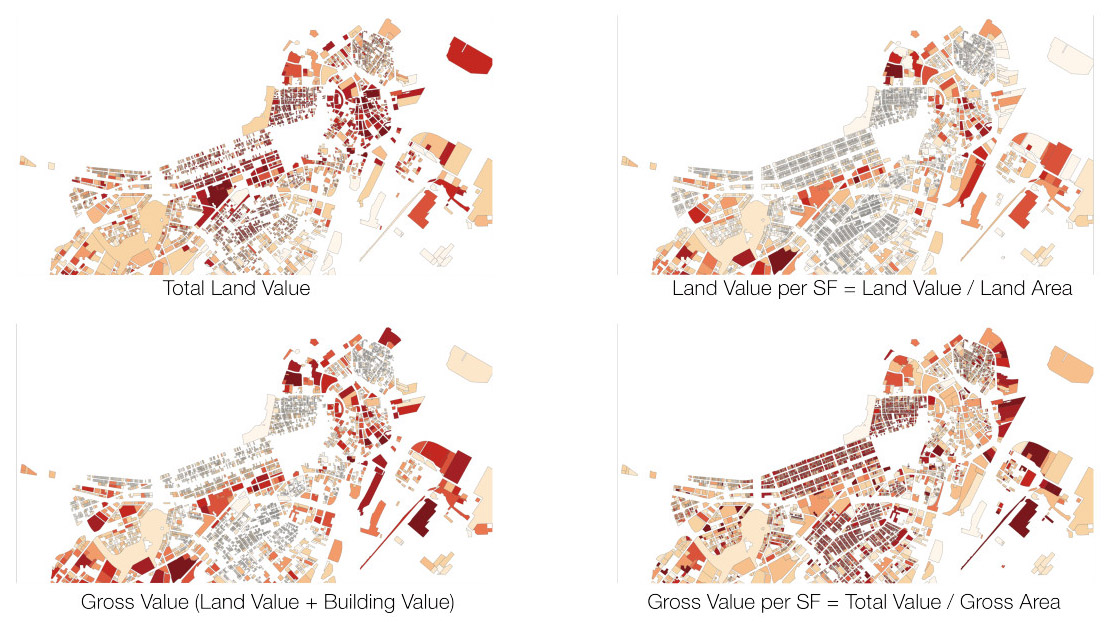 Total Land Value
Land Value per SF = Land Value / Land Area
Gross Value (Land Value + Building Value)
Gross Value per SF = Total Value / Gross Area